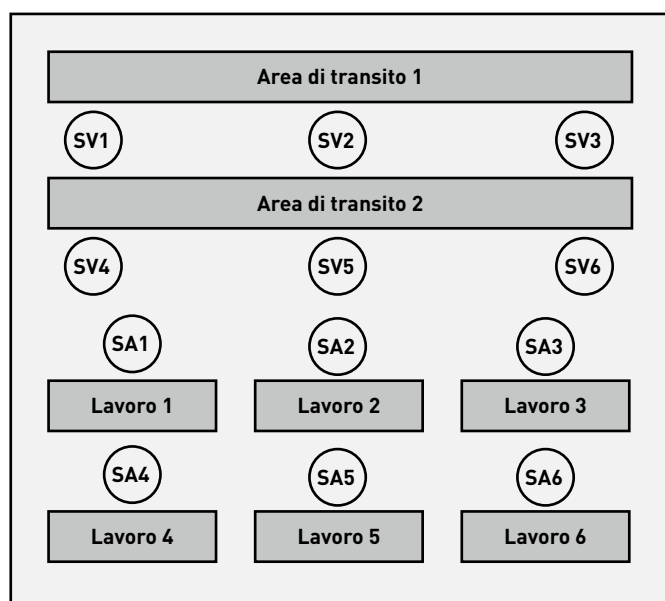 Area di transito 1
SV1 SV2 SV3
Area di transito 2
SV4 SV5 SV6
SA1 SA2 SA3
Lavoro 1 Lavoro 2 Lavoro 3
SA4 SA5 SA6
Lavoro 4 Lavoro 5 Lavoro 6